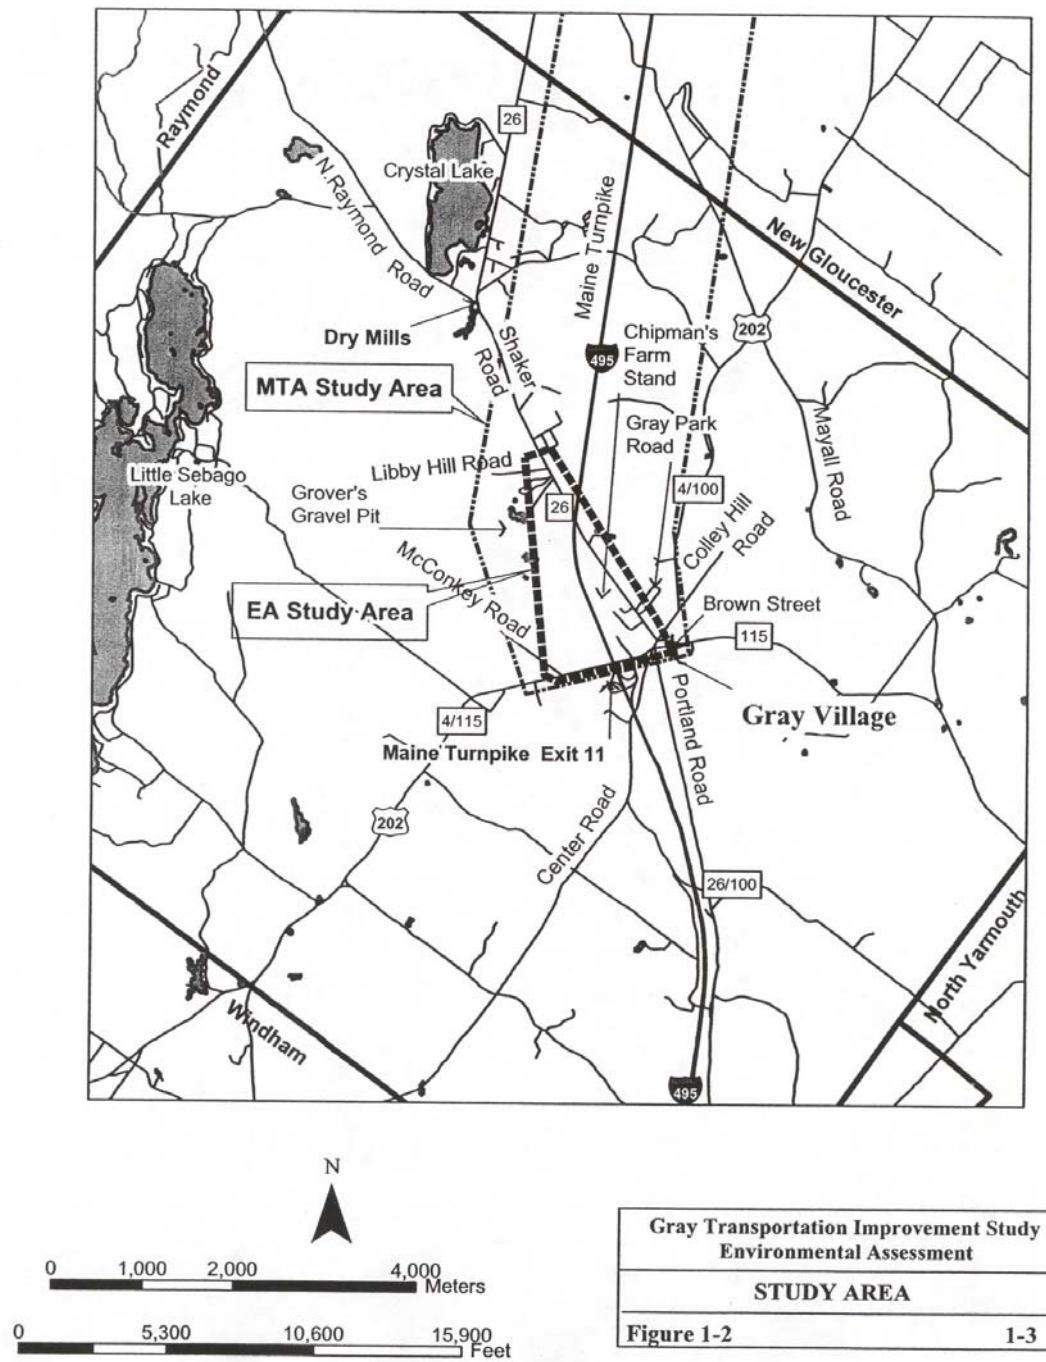 Raymond
26
Crystal Lake
N.Raymond Road
Maine Turnpike
New Gloucester
202
Dry Mills
Shaker
Road
495
Chipman's
Farm
Stand
MTA Study Area
Gray Park
Road
Mayall Road
Libby Hill Road
Little Sebago
Lake
Grover's
Gravel Pit
26
4/100
Colley Hill
Road
McConkey Road
EA Study Area
Brown Street
115
4/115
Portland Road
Gray Village
Maine Turnpike Exit 11
202
Center Road
26/100
North Yarmouth
Windham
495
N
0 1,000 2,000 4,000
Meters
0 5,300 10,600 15,900
Feet
Gray Transportation Improvement Study
Environmental Assessment
STUDY AREA
Figure 1-2 1-3